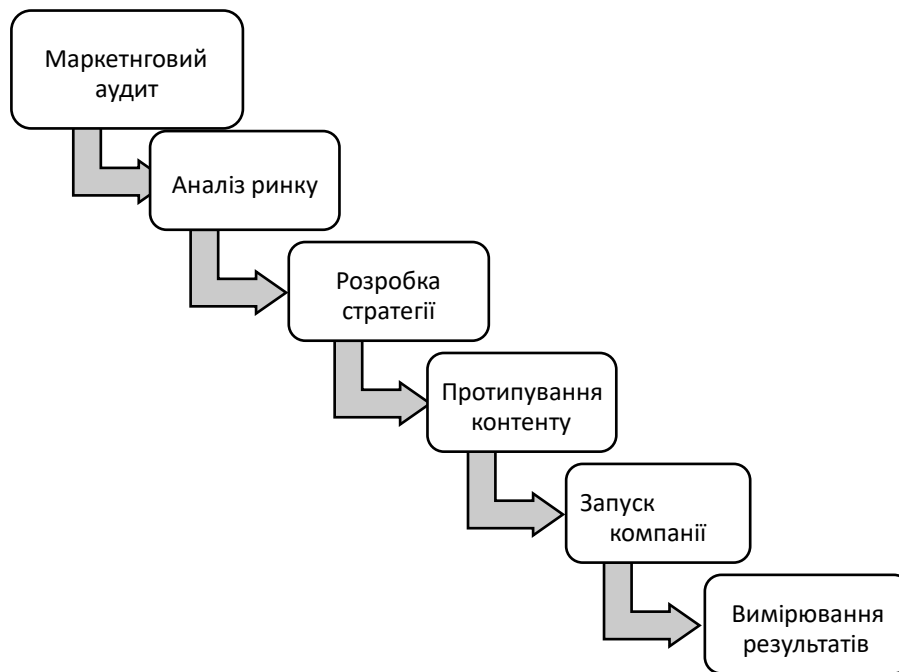 Маркетнговий
аудит
Аналіз ринку
Розробка
стратегії
Протипування
контенту
Запуск
компанії
Вимірювання
результатів